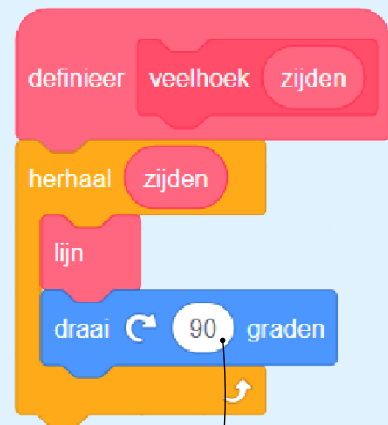 definieer veelhoek zijden
herhaal zijden
lijn
draai 90 graden